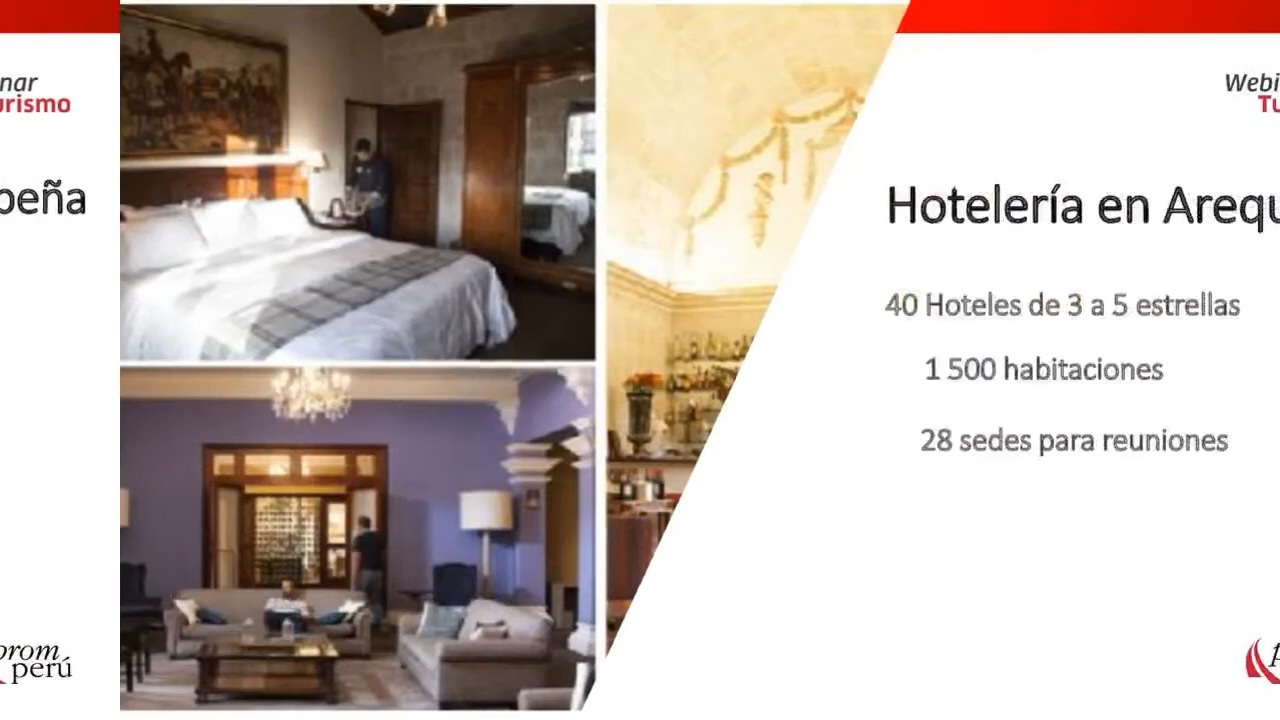 nar
urismo
peña
prom
perú
Webi
Tu
Hotelería en Arequ
40 Hoteles de 3 a 5 estrellas
1 500 habitaciones
28 sedes para reuniones
p